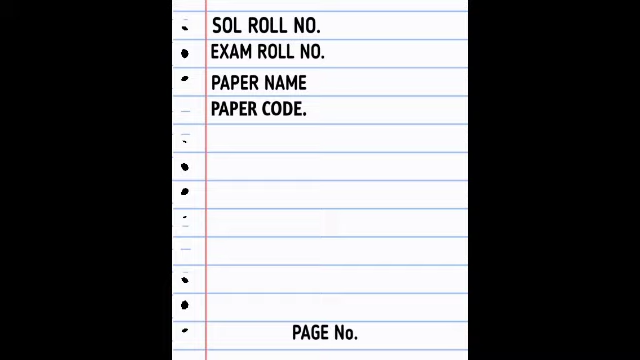 SOL ROLL NO.
EXAM ROLL NO.
PAPER NAME
PAPER CODE.
PAGE No.